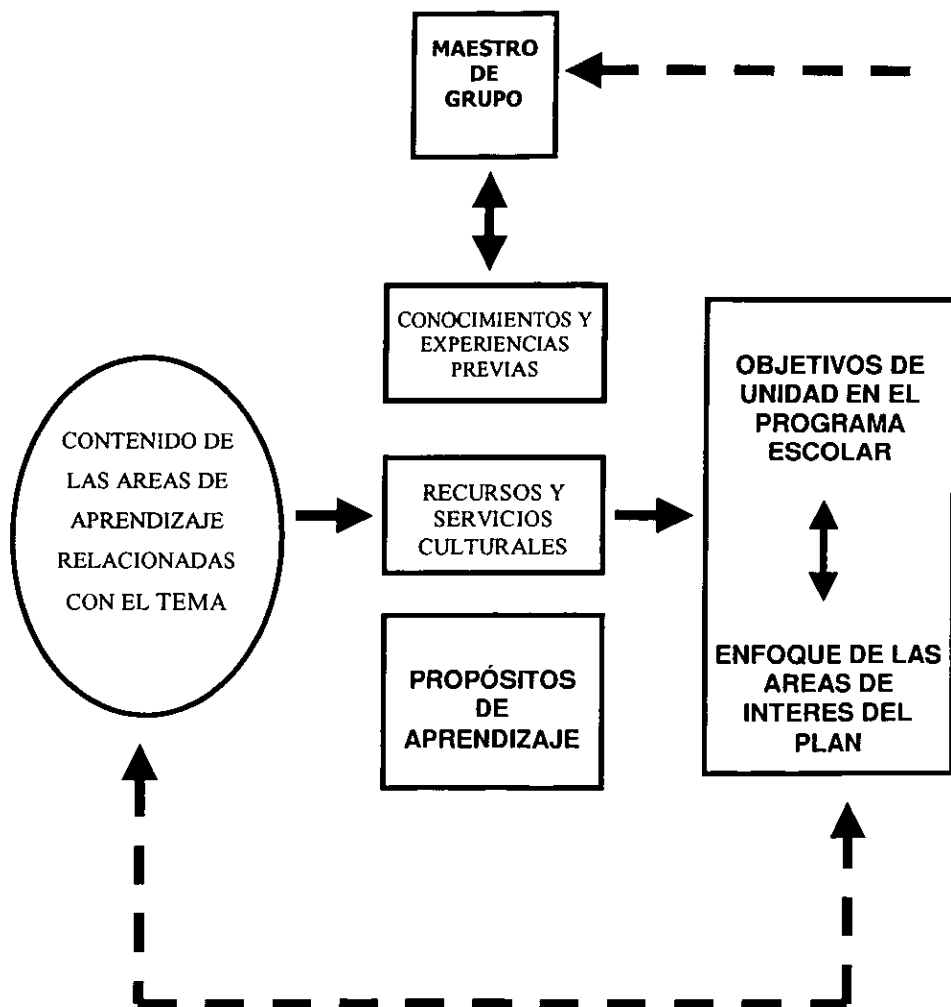 MAESTRO
DE
GRUPO
CONOCIMIENTOS Y
EXPERIENCIAS
PREVIAS
CONTENIDO DE
LAS AREAS DE
APRENDIZAJE
RELACIONADAS
CON EL TEMA
RECURSOS Y
SERVICIOS
CULTURALES
PROPÓSITOS
DE
APRENDIZAJE
OBJETIVOS DE
UNIDAD EN EL
PROGRAMA
ESCOLAR
ENFOQUE DE LAS
AREAS DE
INTERES DEL
PLAN